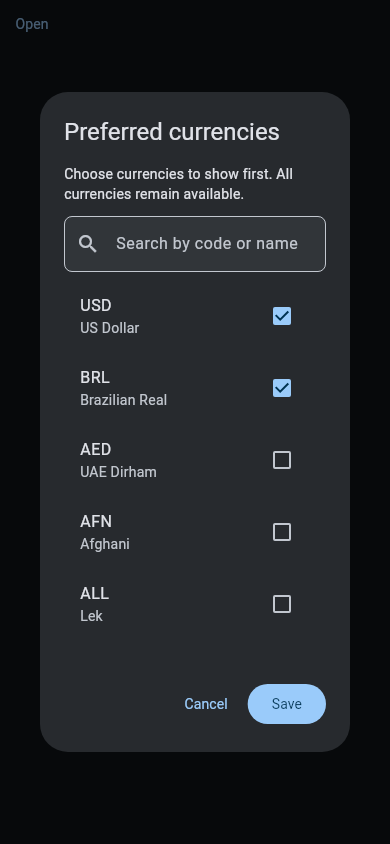 Open
Preferred currencies
Choose currencies to show first. All
currencies remain available.
Search by code or name
USD
US Dollar
BRL
Brazilian Real
AED
UAE Dirham
AFN
Afghani
ALL
Lek
Cancel
Save